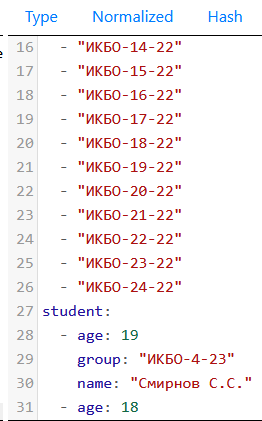 Type Normalized Hash
16 - "ИКБО-14-22"
17 - "ИКБО-15-22"
18 - "ИКБО-16-22"
19 - "ИКБО-17-22"
20 - "ИКБО-18-22"
21 - "ИКБО-19-22"
22 - "ИКБО-20-22"
23 - "ИКБО-21-22"
24 - "ИКБО-22-22"
25 - "ИКБО-23-22"
26 - "ИКБО-24-22"
27 student:
28 - age: 19
29 group: "ИКБО-4-23"
30 name: "Смирнов С.С."
31 - age: 18